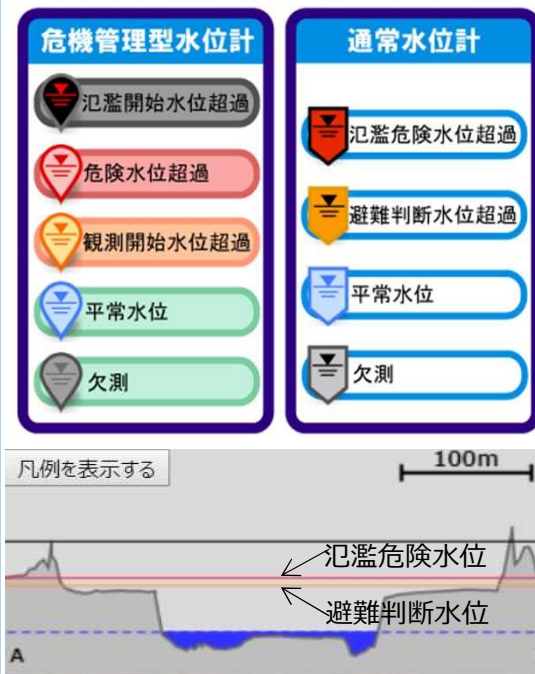 危機管理型水位計
氾濫開始水位超過
危険水位超過
観測開始水位超過
平常水位
欠測
通常水位計
氾濫危険水位超過
避難判断水位超過
平常水位
欠測
凡例を表示する
100m
氾濫危険水位
避難判断水位
A